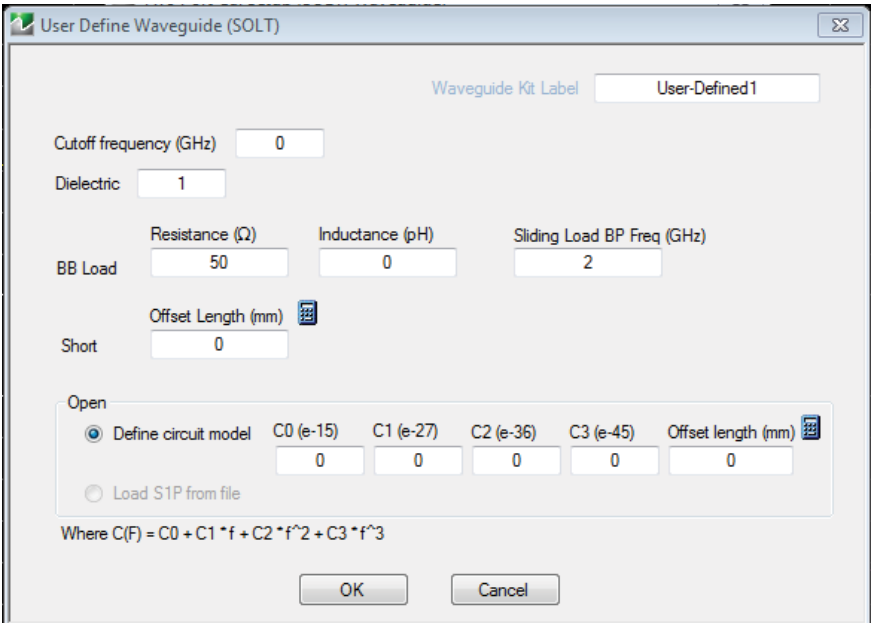 User Define Waveguide (SOLT)
Waveguide Kit Label User-Defined1
Cutoff frequency (GHz) 0
Dielectric 1
Resistance (Ω) Inductance (pH) Sliding Load BP Freq (GHz)
BB Load 50 0 2
Offset Length (mm)
Short 0
Open
Define circuit model C0 (e-15) C1 (e-27) C2 (e-36) C3 (e-45) Offset length (mm)
0 0 0 0 0
Load S1P from file
Where C(F) = C0 + C1 * f + C2 * f^2 + C3 * f^3
OK Cancel